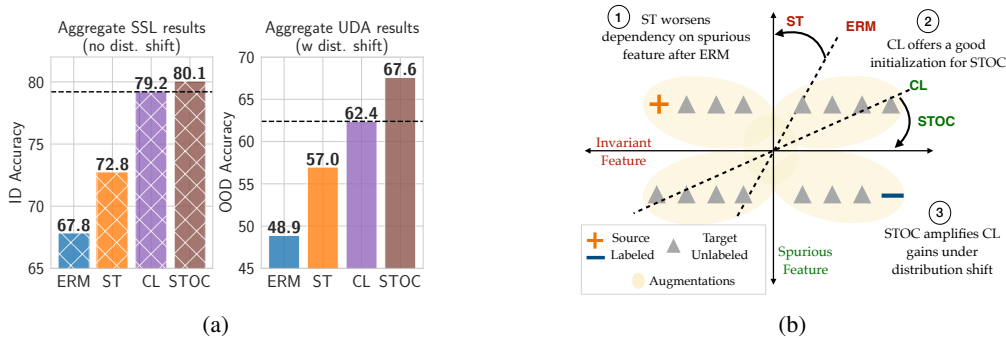 Aggregate SSL results
(no dist. shift)
ID Accuracy
80
75
70
65
67.8
72.8
79.2
80.1
ERM ST CL STOC
Aggregate UDA results
(w dist. shift)
OOD Accuracy
70
65
60
55
50
45
48.9
57.0
62.4
67.6
ERM ST CL STOC
(a)
1
ST worsens
dependency on spurious
feature after ERM
ST
ERM
2
CL offers a good
initialization for STOC
CL
STOC
Invariant
Feature
3
STOC amplifies CL
gains under
distribution shift
Spurious
Feature
Source
Labeled
Target
Unlabeled
Augmentations
(b)